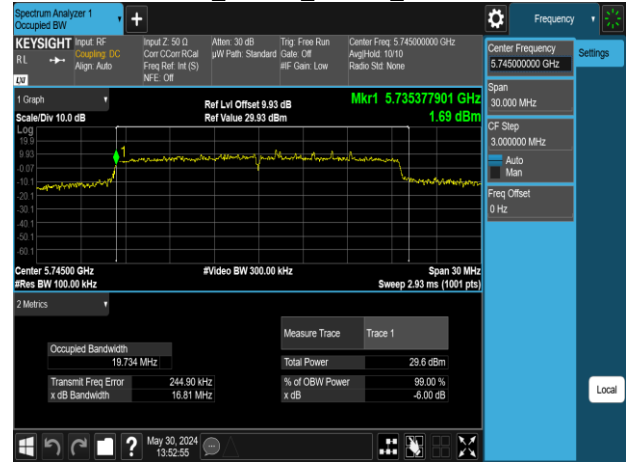 Spectrum Analyzer 1
Occupied BW
Frequency
KEYSIGHT
RL
LXI
Input: RF
Coupling: DC
Align: Auto
Input Z: 50 Ω
Corr CCorr RCal
Freq Ref: Int (S)
NFE: Off
Atten: 30 dB
µW Path: Standard
Trig: Free Run
Gate: Off
#IF Gain: Low
Center Freq: 5.745000000 GHz
Avg|Hold: 10/10
Radio Std: None
Center Frequency
5.745000000 GHz
Settings
Span
30.000 MHz
CF Step
3.000000 MHz
Auto
Man
Freq Offset
0 Hz
Local
1 Graph
Scale/Div 10.0 dB
Ref Lvl Offset 9.93 dB
Ref Value 29.93 dBm
Mkr1 5.735377901 GHz
1.69 dBm
Log
19.9
9.93
-0.07
-10.1
-20.1
-30.1
-40.1
-50.1
-60.1
1
Center 5.74500 GHz
#Res BW 100.00 kHz
#Video BW 300.00 kHz
Span 30 MHz
Sweep 2.93 ms (1001 pts)
2 Metrics
Measure Trace Trace 1
Occupied Bandwidth
19.734 MHz
Total Power 29.6 dBm
Transmit Freq Error 244.90 kHz
% of OBW Power 99.00 %
x dB Bandwidth 16.81 MHz
x dB -6.00 dB
?
May 30, 2024
13:52:55